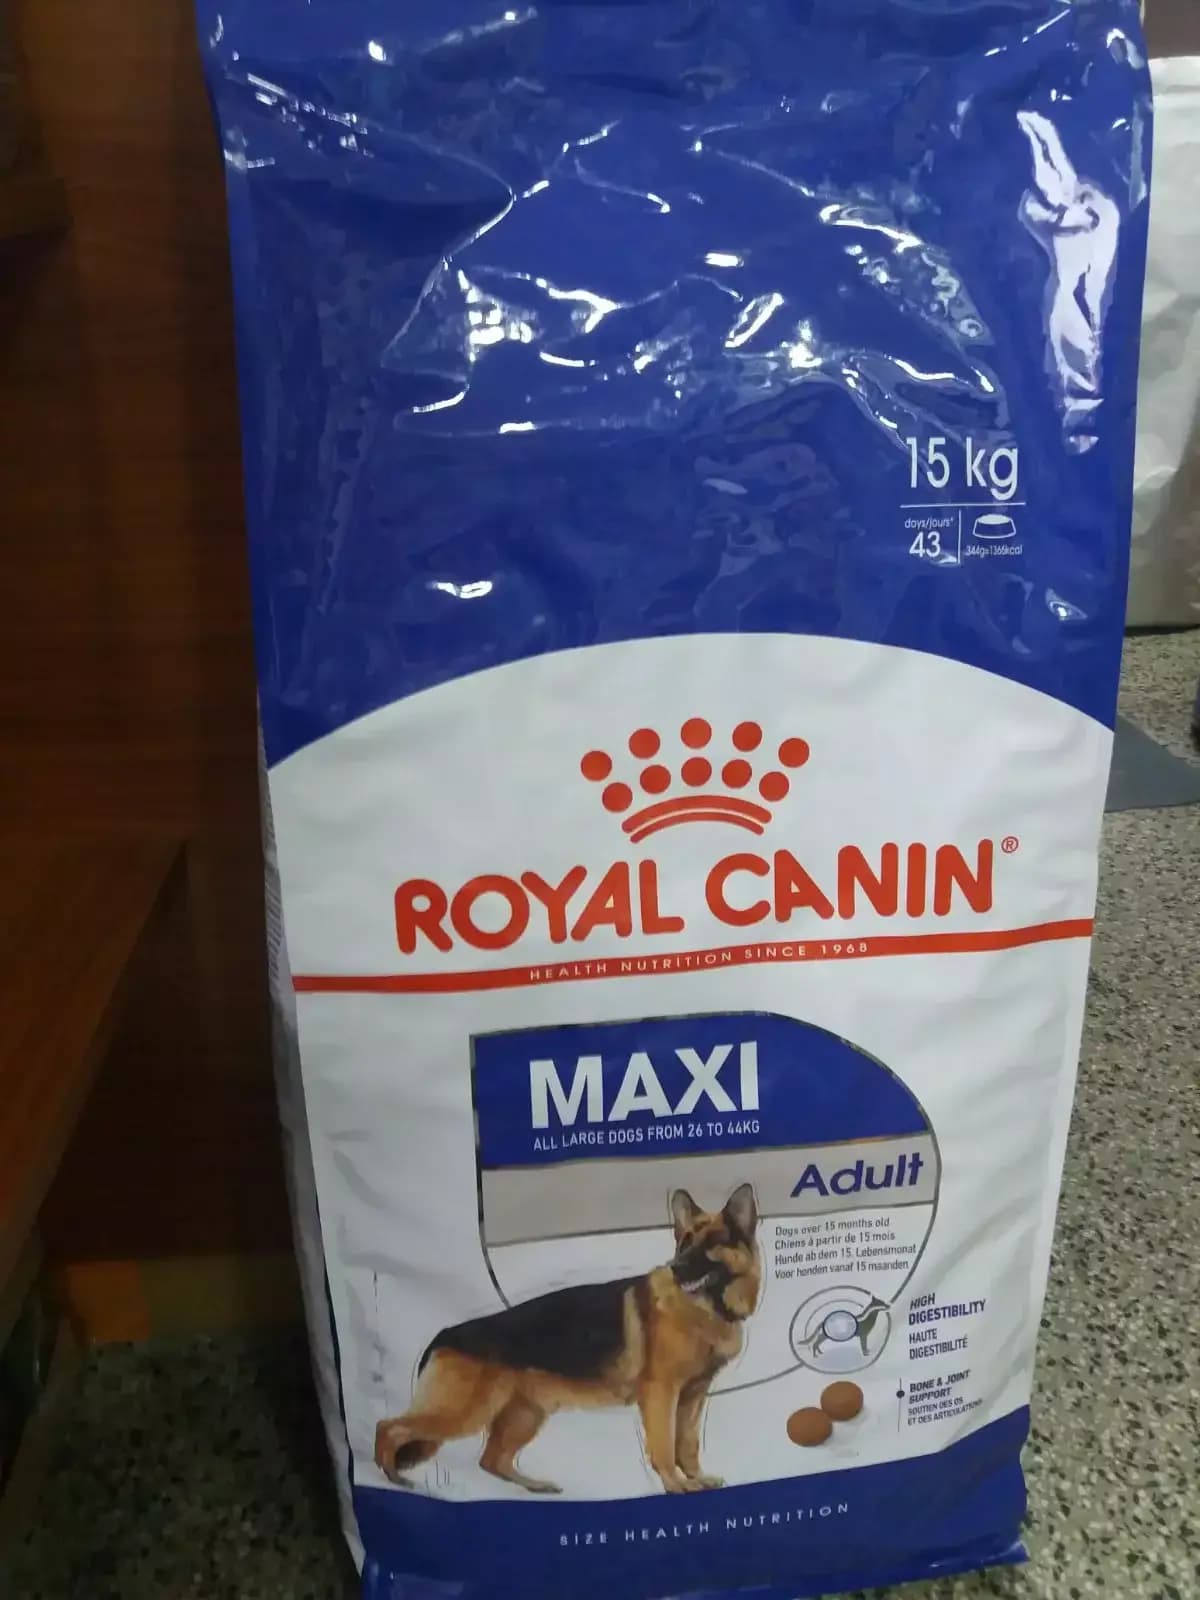 15 kg
days/jours*
43
344g=1366kcal
ROYAL CANIN®
HEALTH NUTRITION SINCE 1968
MAXI
ALL LARGE DOGS FROM 26 TO 44KG
Adult
Dogs over 15 months old
Chiens à partir de 15 mois
Hunde ab dem 15. Lebensmonat
Voor honden vanaf 15 maanden
HIGH
DIGESTIBILITY
HAUTE
DIGESTIBILITÉ
BONE & JOINT
SUPPORT
SOUTIEN DES OS
ET DES ARTICULATIONS
SIZE HEALTH NUTRITION